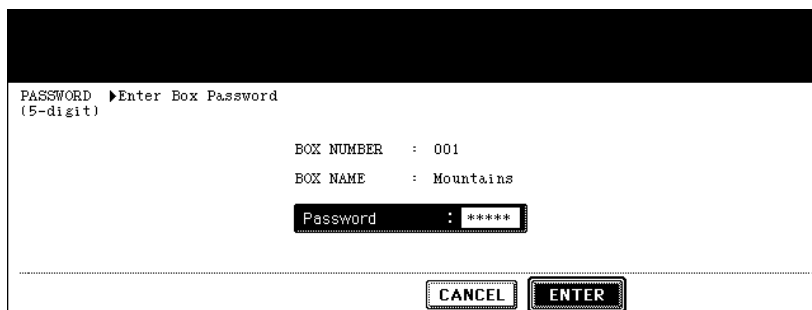 PASSWORD ▶Enter Box Password
(5-digit)
BOX NUMBER : 001
BOX NAME : Mountains
Password : *****
CANCEL ENTER